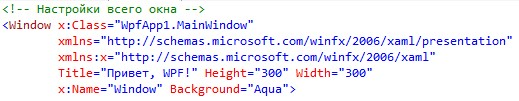 <!-- Настройки всего окна -->
<Window x:Class="WpfApp1.MainWindow"
xmlns="http://schemas.microsoft.com/winfx/2006/xaml/presentation"
xmlns:x="http://schemas.microsoft.com/winfx/2006/xaml"
Title="Привет, WPF!" Height="300" Width="300"
x:Name="Window" Background="Aqua">